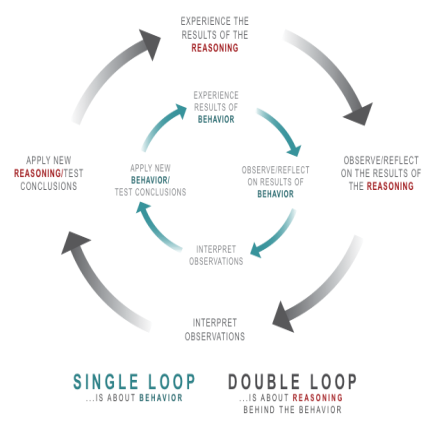 EXPERIENCE THE
RESULTS OF THE
REASONING
EXPERIENCE
RESULTS OF
BEHAVIOR
APPLY NEW
REASONING/TEST
CONCLUSIONS
APPLY NEW
BEHAVIOR/
TEST CONCLUSIONS
OBSERVE/REFLECT
ON RESULTS OF
BEHAVIOR
OBSERVE/REFLECT
ON THE RESULTS OF
THE REASONING
INTERPRET
OBSERVATIONS
INTERPRET
OBSERVATIONS
SINGLE LOOP
...IS ABOUT BEHAVIOR
DOUBLE LOOP
...IS ABOUT REASONING
BEHIND THE BEHAVIOR